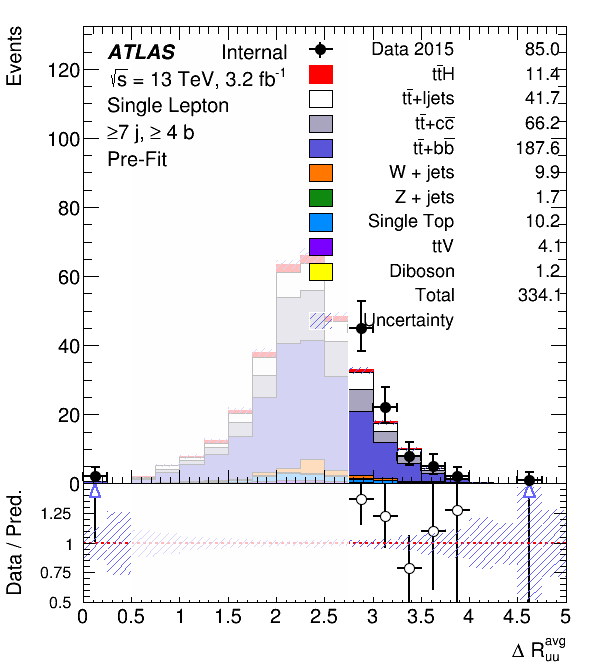 Events
ATLAS Internal
√s = 13 TeV, 3.2 fb⁻¹
Single Lepton
≥7 j, ≥ 4 b
Pre-Fit
Data 2015 85.0
tt̄H 11.4
tt̄+ljets 41.7
tt̄+cc̄ 66.2
tt̄+bb̄ 187.6
W + jets 9.9
Z + jets 1.7
Single Top 10.2
ttV 4.1
Diboson 1.2
Total 334.1
Uncertainty
120
100
80
60
40
20
0
Data / Pred.
1.25
1
0.75
0.5
0 0.5 1 1.5 2 2.5 3 3.5 4 4.5 5
Δ R_uu^avg